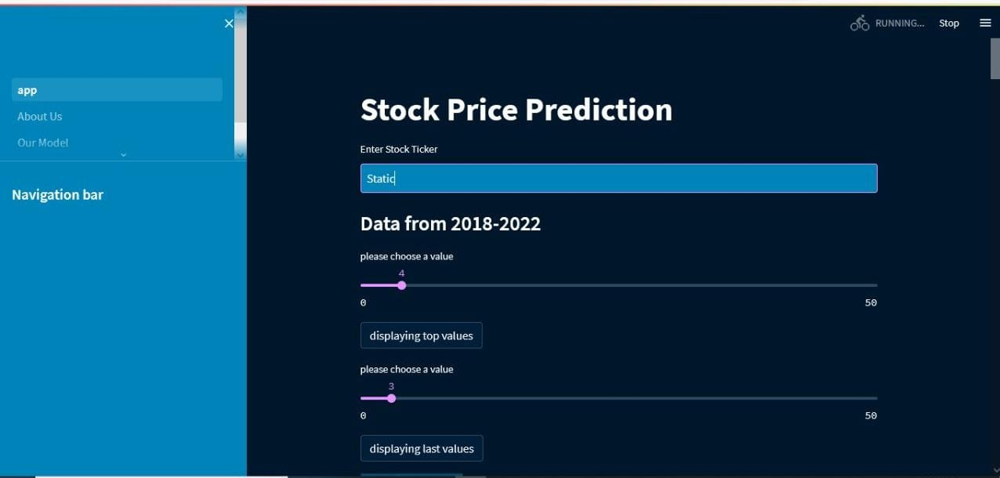 RUNNING... Stop
app
About Us
Our Model
Navigation bar
Stock Price Prediction
Enter Stock Ticker
Static
Data from 2018-2022
please choose a value
4
0 50
displaying top values
please choose a value
3
0 50
displaying last values